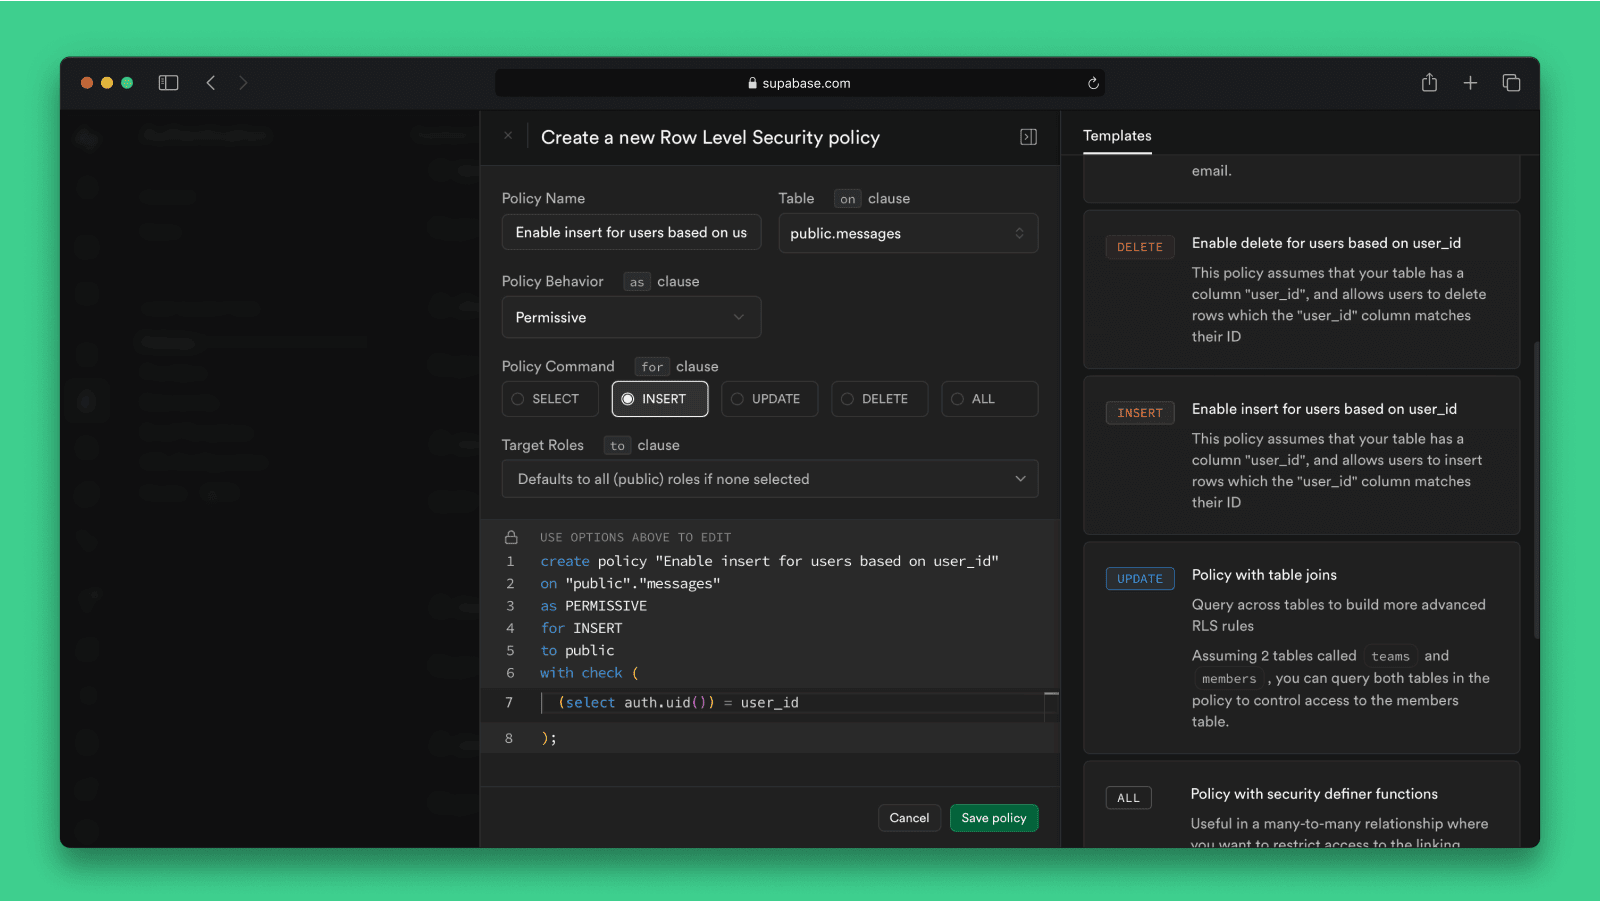 supabase.com
Create a new Row Level Security policy
Policy Name
Enable insert for users based on us
Table on clause
public.messages
Policy Behavior as clause
Permissive
Policy Command for clause
SELECT INSERT UPDATE DELETE ALL
Target Roles to clause
Defaults to all (public) roles if none selected
USE OPTIONS ABOVE TO EDIT
1 create policy "Enable insert for users based on user_id"
2 on "public"."messages"
3 as PERMISSIVE
4 for INSERT
5 to public
6 with check (
7 (select auth.uid()) = user_id
8 );
Cancel Save policy
Templates
email.
DELETE Enable delete for users based on user_id
This policy assumes that your table has a
column "user_id", and allows users to delete
rows which the "user_id" column matches
their ID
INSERT Enable insert for users based on user_id
This policy assumes that your table has a
column "user_id", and allows users to insert
rows which the "user_id" column matches
their ID
UPDATE Policy with table joins
Query across tables to build more advanced
RLS rules
Assuming 2 tables called teams and
members , you can query both tables in the
policy to control access to the members
table.
ALL Policy with security definer functions
Useful in a many-to-many relationship where
you want to restrict access to the linking